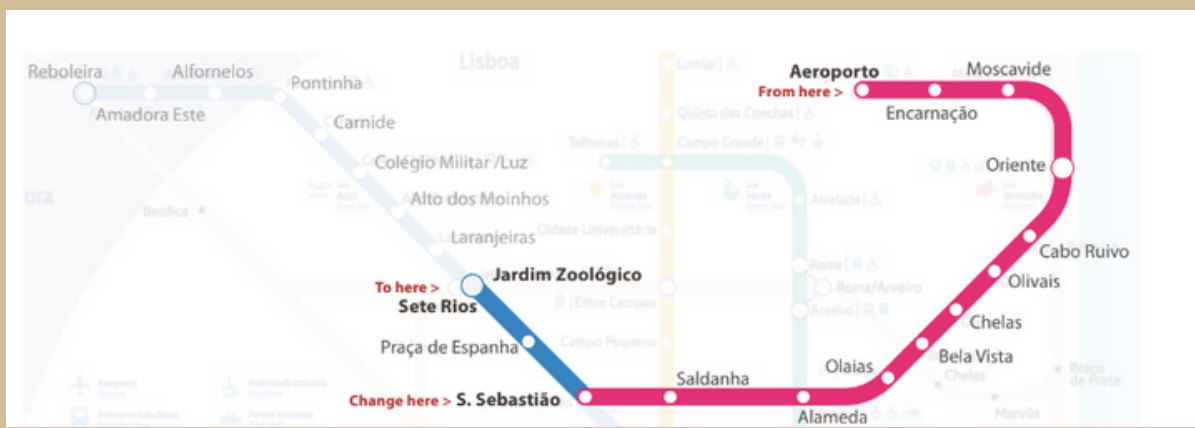 Lisboa
Reboleira
Alfornelos
Pontinha
Amadora Este
Carnide
Colégio Militar /Luz
Alto dos Moinhos
Laranjeiras
Benfica
Lumiar
Quinta das Conchas
Telheiras
Campo Grande
Alvalade
Cidade Universitária
Roma
Roma/Areeiro
Entre Campos
Areeiro
Campo Pequeno
Aeroporto
From here >
Moscavide
Encarnação
Oriente
Cabo Ruivo
Olivais
Chelas
Bela Vista
Olaias
Alameda
Saldanha
Change here > S. Sebastião
Praça de Espanha
To here >
Jardim Zoológico
Sete Rios
Chelas
Braço
de Prata
Marvila